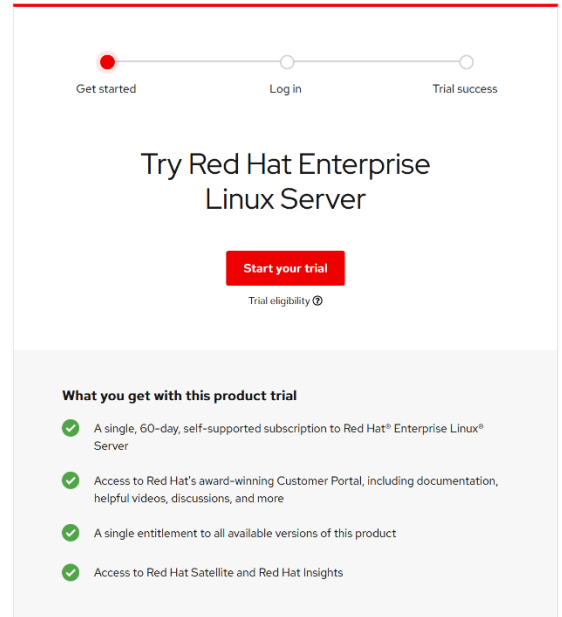 Get started
Log in
Trial success
Try Red Hat Enterprise
Linux Server
Start your trial
Trial eligibility
What you get with this product trial
A single, 60-day, self-supported subscription to Red Hat® Enterprise Linux®
Server
Access to Red Hat's award-winning Customer Portal, including documentation,
helpful videos, discussions, and more
A single entitlement to all available versions of this product
Access to Red Hat Satellite and Red Hat Insights